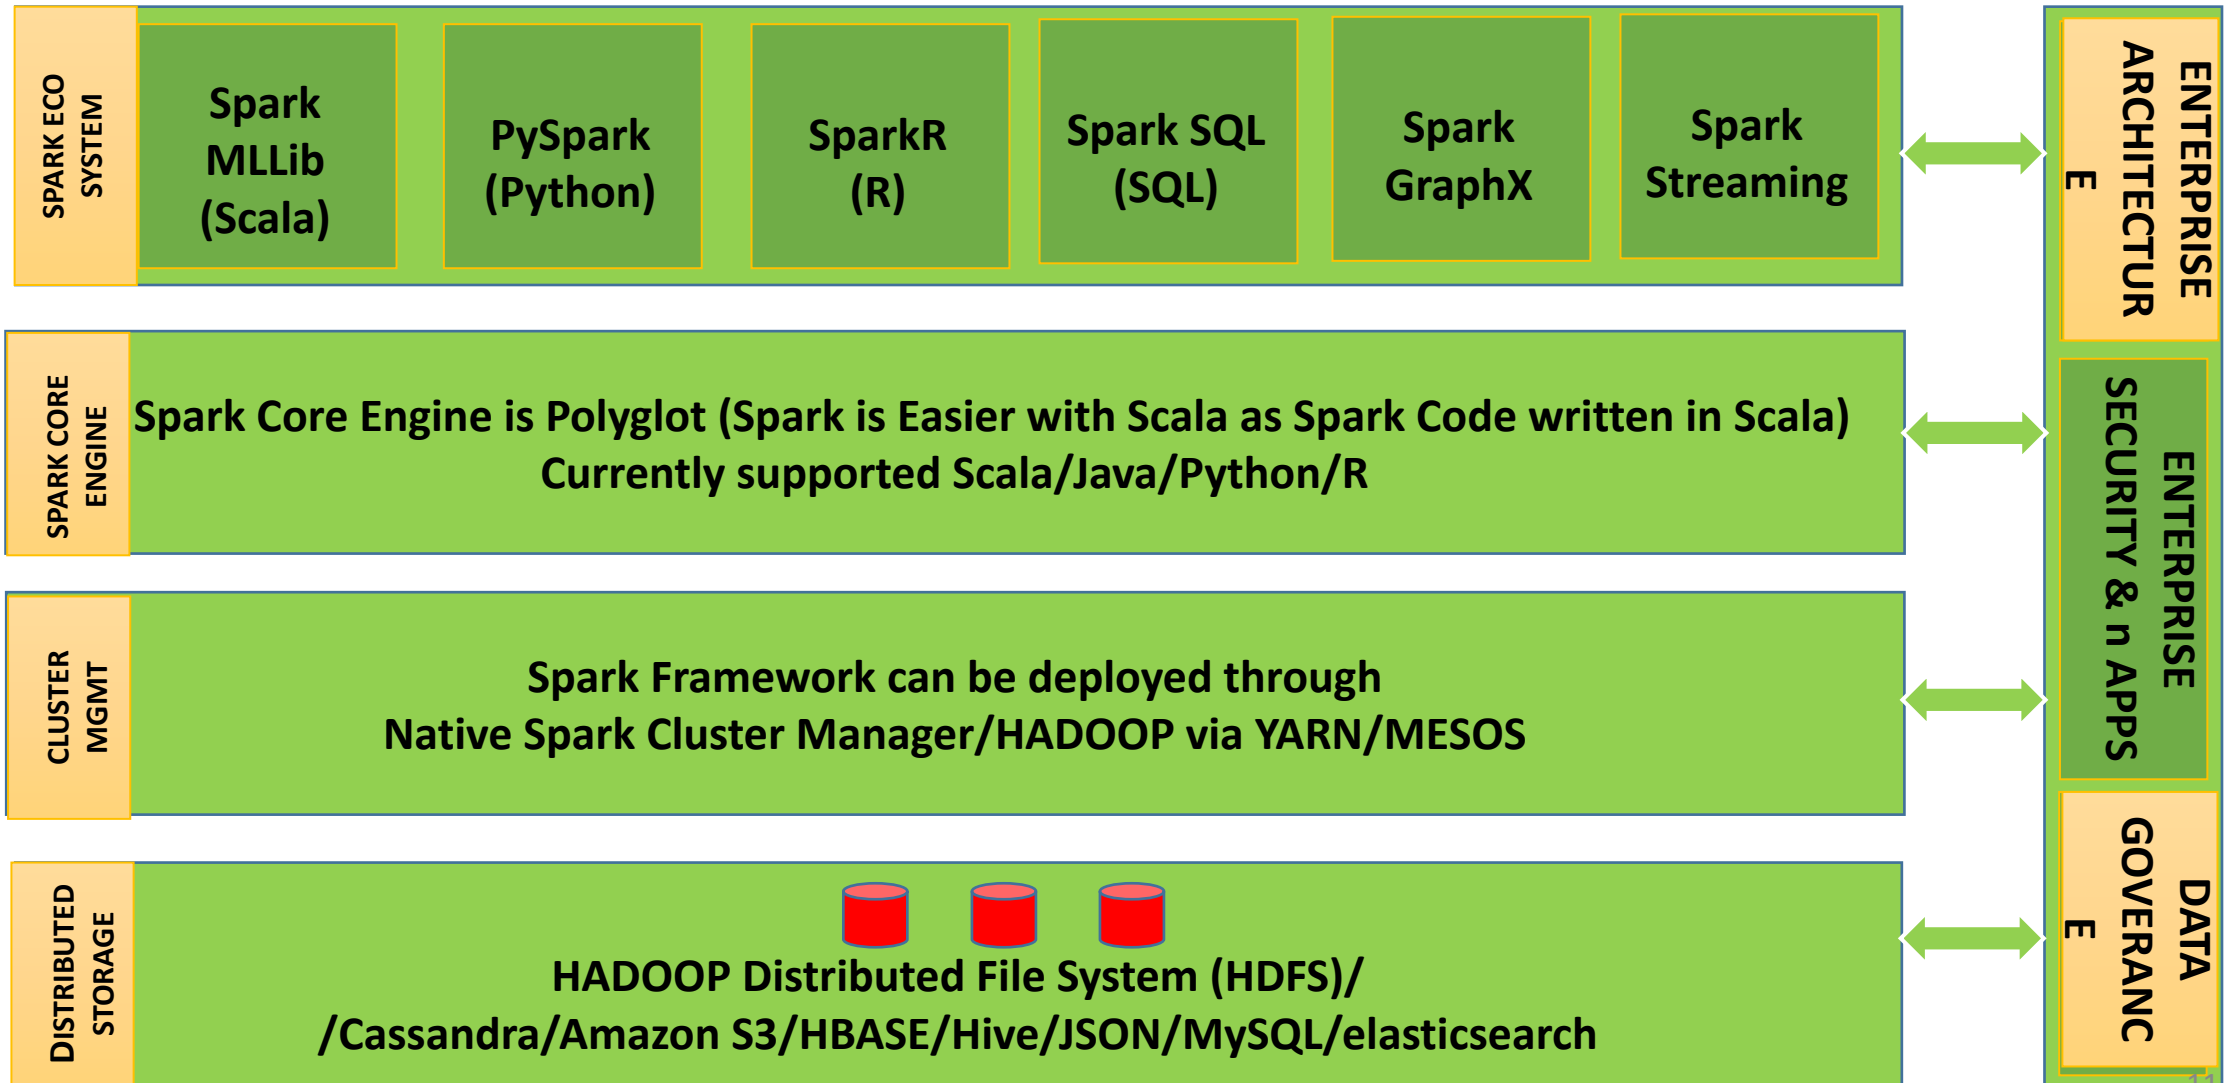 SPARK ECO
SYSTEM
Spark
MLLib
(Scala)
PySpark
(Python)
SparkR
(R)
Spark SQL
(SQL)
Spark
GraphX
Spark
Streaming
SPARK CORE
ENGINE
Spark Core Engine is Polyglot (Spark is Easier with Scala as Spark Code written in Scala)
Currently supported Scala/Java/Python/R
CLUSTER
MGMT
Spark Framework can be deployed through
Native Spark Cluster Manager/HADOOP via YARN/MESOS
DISTRIBUTED
STORAGE
HADOOP Distributed File System (HDFS)/
/Cassandra/Amazon S3/HBASE/Hive/JSON/MySQL/elasticsearch
ENTERPRISE
ARCHITECTUR
E
ENTERPRISE
SECURITY & n APPS
DATA
GOVERANC
E
11